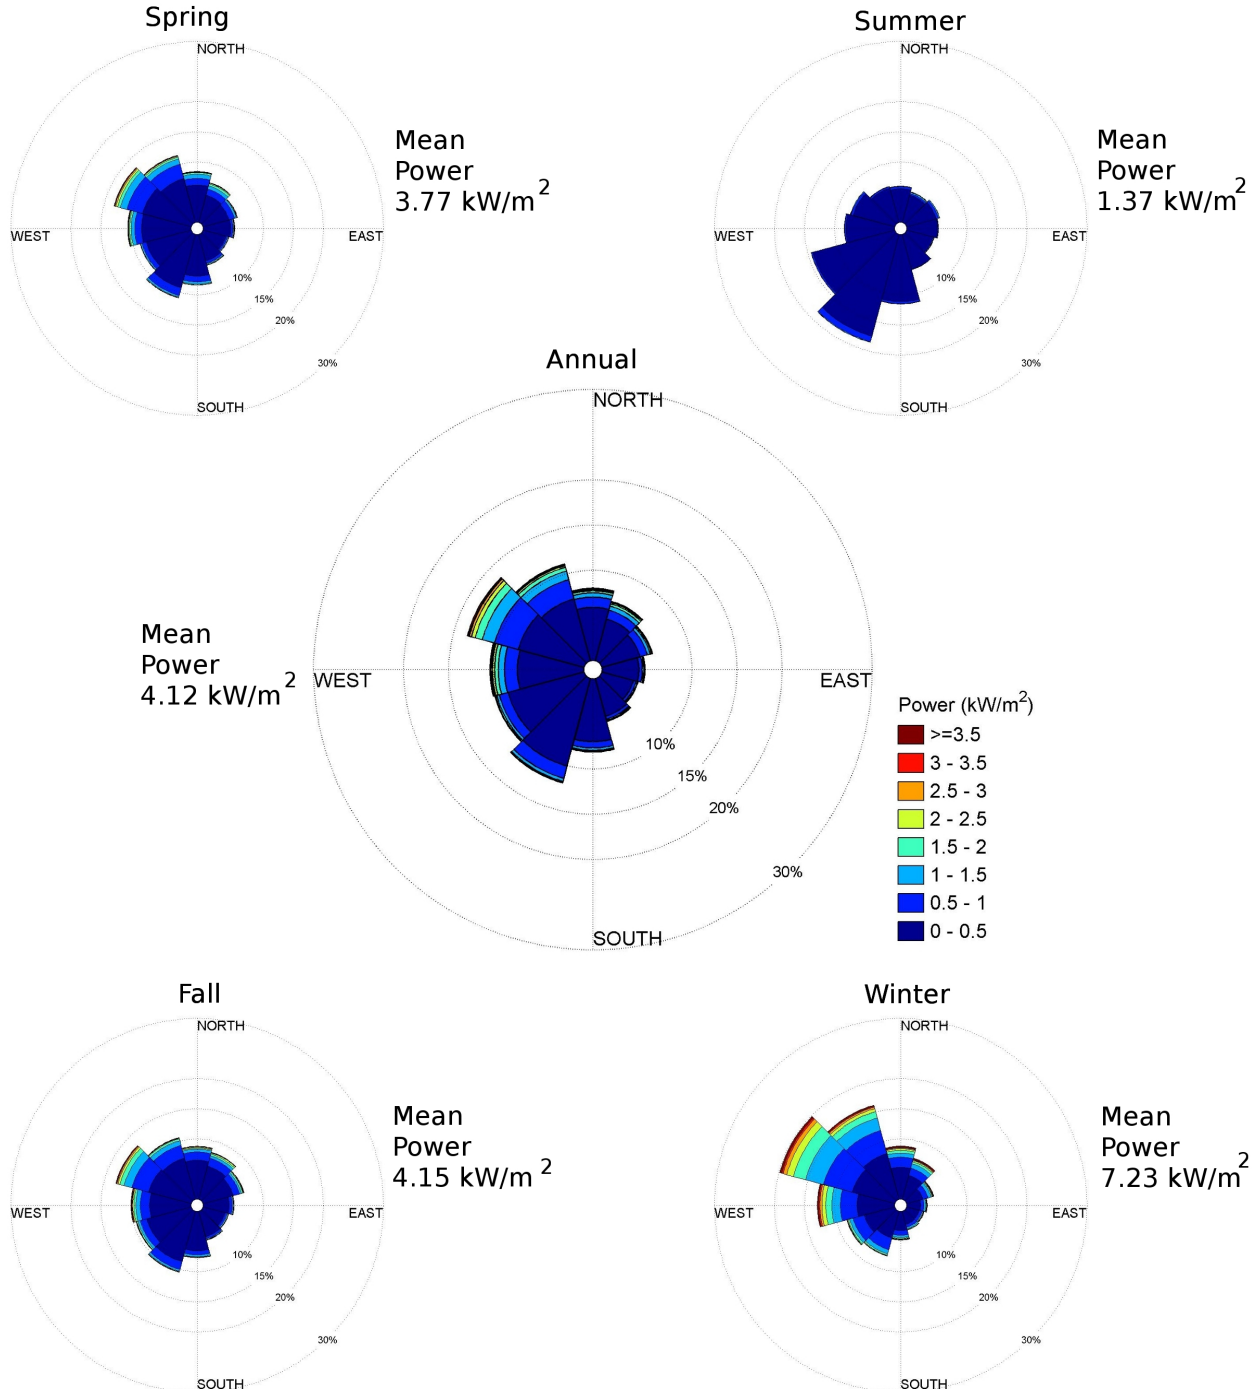 Spring
NORTH
Mean
Power
3.77 kW/m²
WEST
EAST
10%
15%
20%
30%
SOUTH
Summer
NORTH
Mean
Power
1.37 kW/m²
WEST
EAST
10%
15%
20%
30%
SOUTH
Annual
NORTH
Mean
Power
4.12 kW/m²
WEST
EAST
10%
15%
20%
30%
SOUTH
Power (kW/m²)
>=3.5
3 - 3.5
2.5 - 3
2 - 2.5
1.5 - 2
1 - 1.5
0.5 - 1
0 - 0.5
Fall
NORTH
Mean
Power
4.15 kW/m²
WEST
EAST
10%
15%
20%
30%
SOUTH
Winter
NORTH
Mean
Power
7.23 kW/m²
WEST
EAST
10%
15%
20%
30%
SOUTH